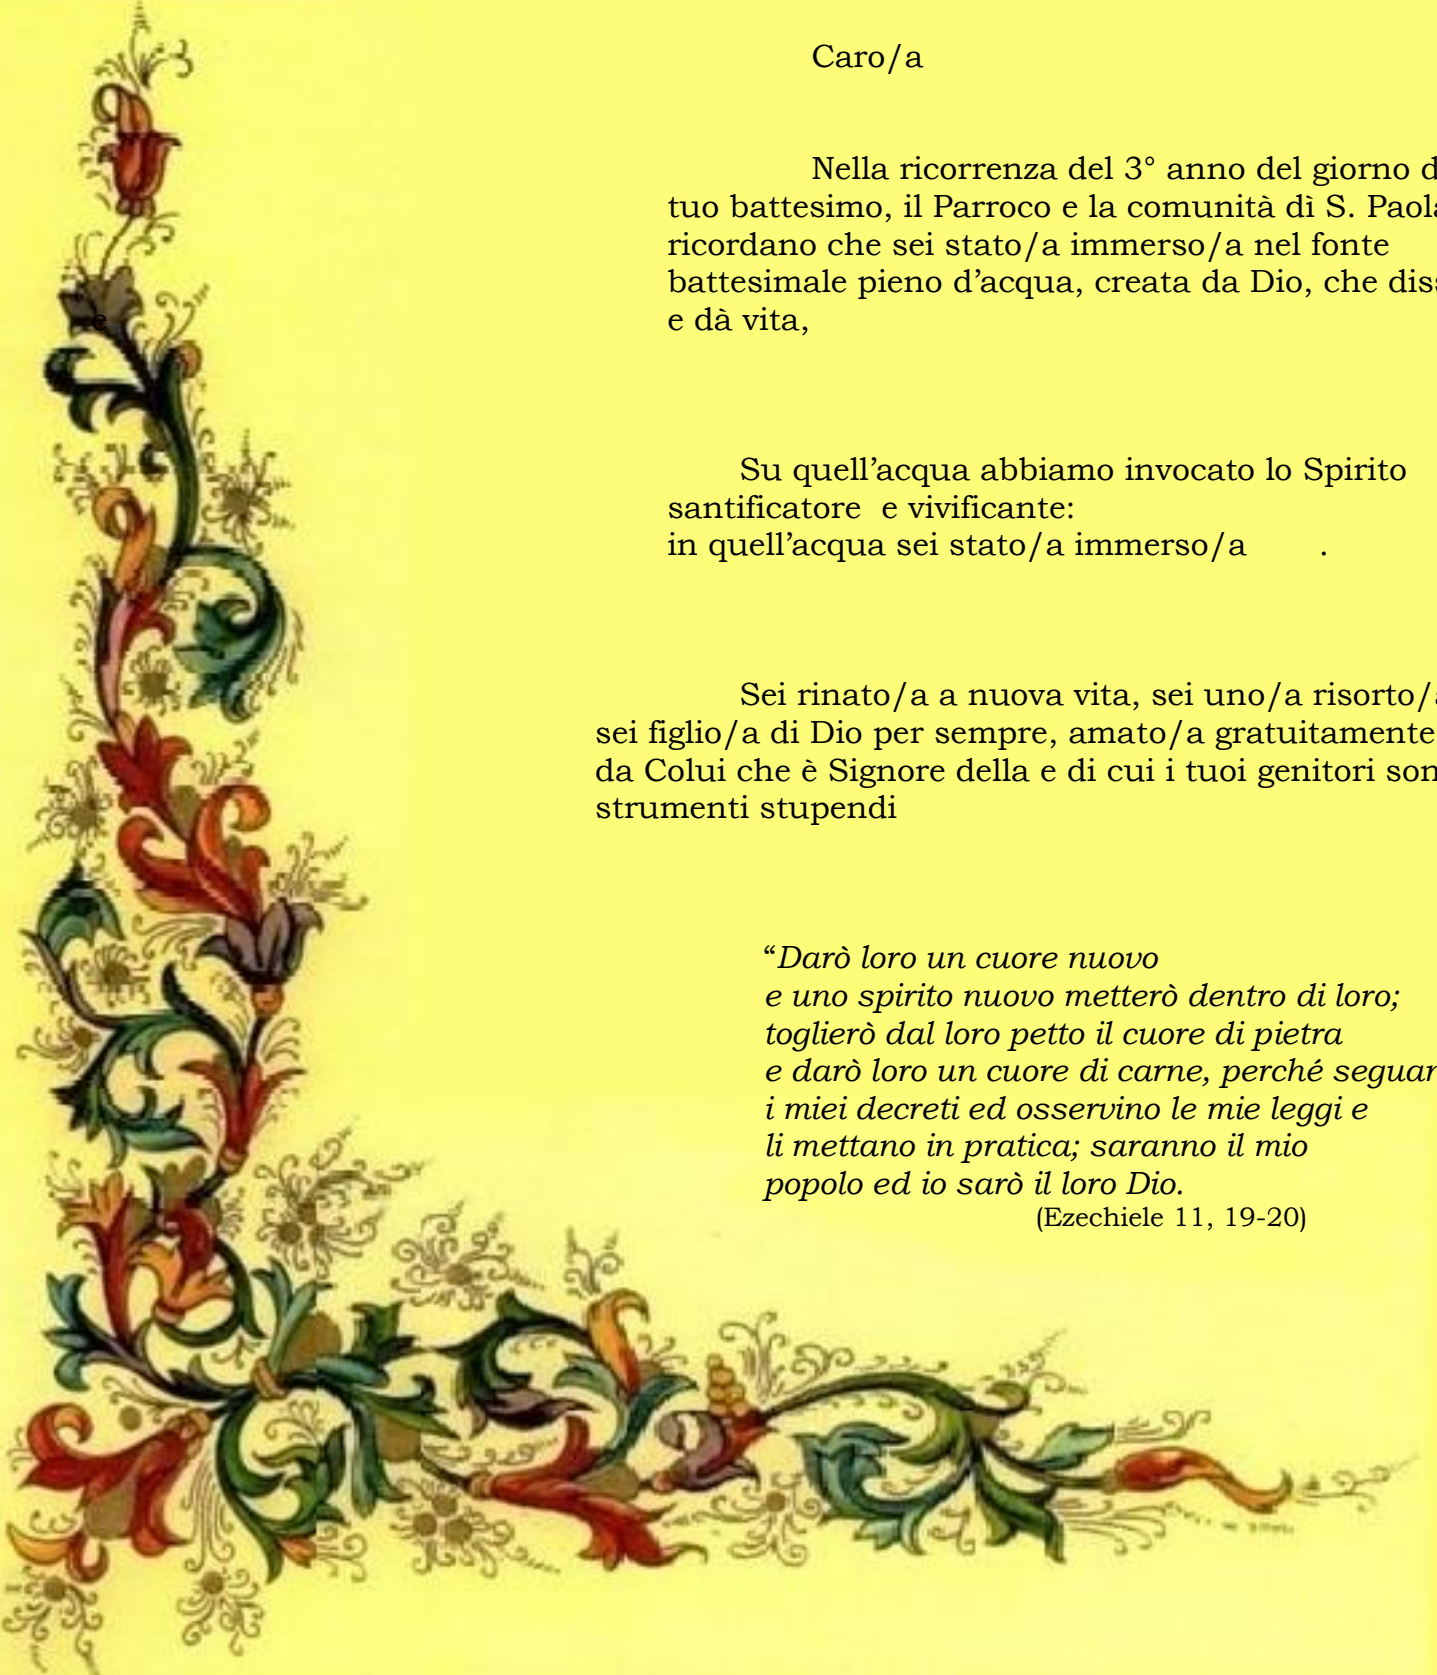 Caro/a
Nella ricorrenza del 3° anno del giorno d
tuo battesimo, il Parroco e la comunità dì S. Paola
ricordano che sei stato/a immerso/a nel fonte
battesimale pieno d’acqua, creata da Dio, che diss
e e dà vita,
Su quell’acqua abbiamo invocato lo Spirito
santificatore e vivificante:
in quell’acqua sei stato/a immerso/a .
Sei rinato/a a nuova vita, sei uno/a risorto/a
sei figlio/a di Dio per sempre, amato/a gratuitamente
da Colui che è Signore della e di cui i tuoi genitori son
strumenti stupendi
“Darò loro un cuore nuovo
e uno spirito nuovo metterò dentro di loro;
toglierò dal loro petto il cuore di pietra
e darò loro un cuore di carne, perché seguan
i miei decreti ed osservino le mie leggi e
li mettano in pratica; saranno il mio
popolo ed io sarò il loro Dio.
(Ezechiele 11, 19-20)